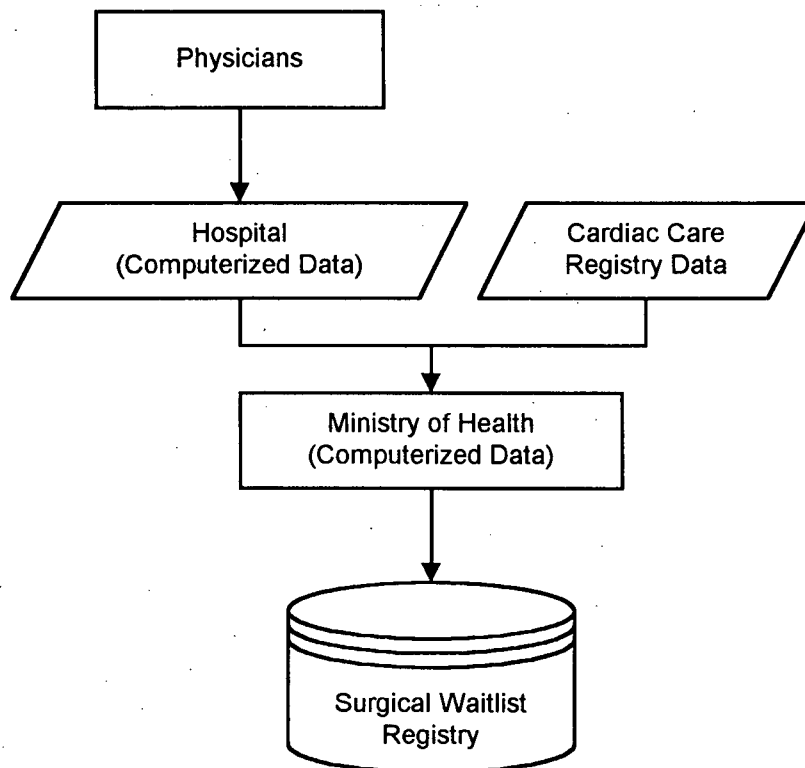 Physicians
Hospital
(Computerized Data)
Cardiac Care
Registry Data
Ministry of Health
(Computerized Data)
Surgical Waitlist
Registry